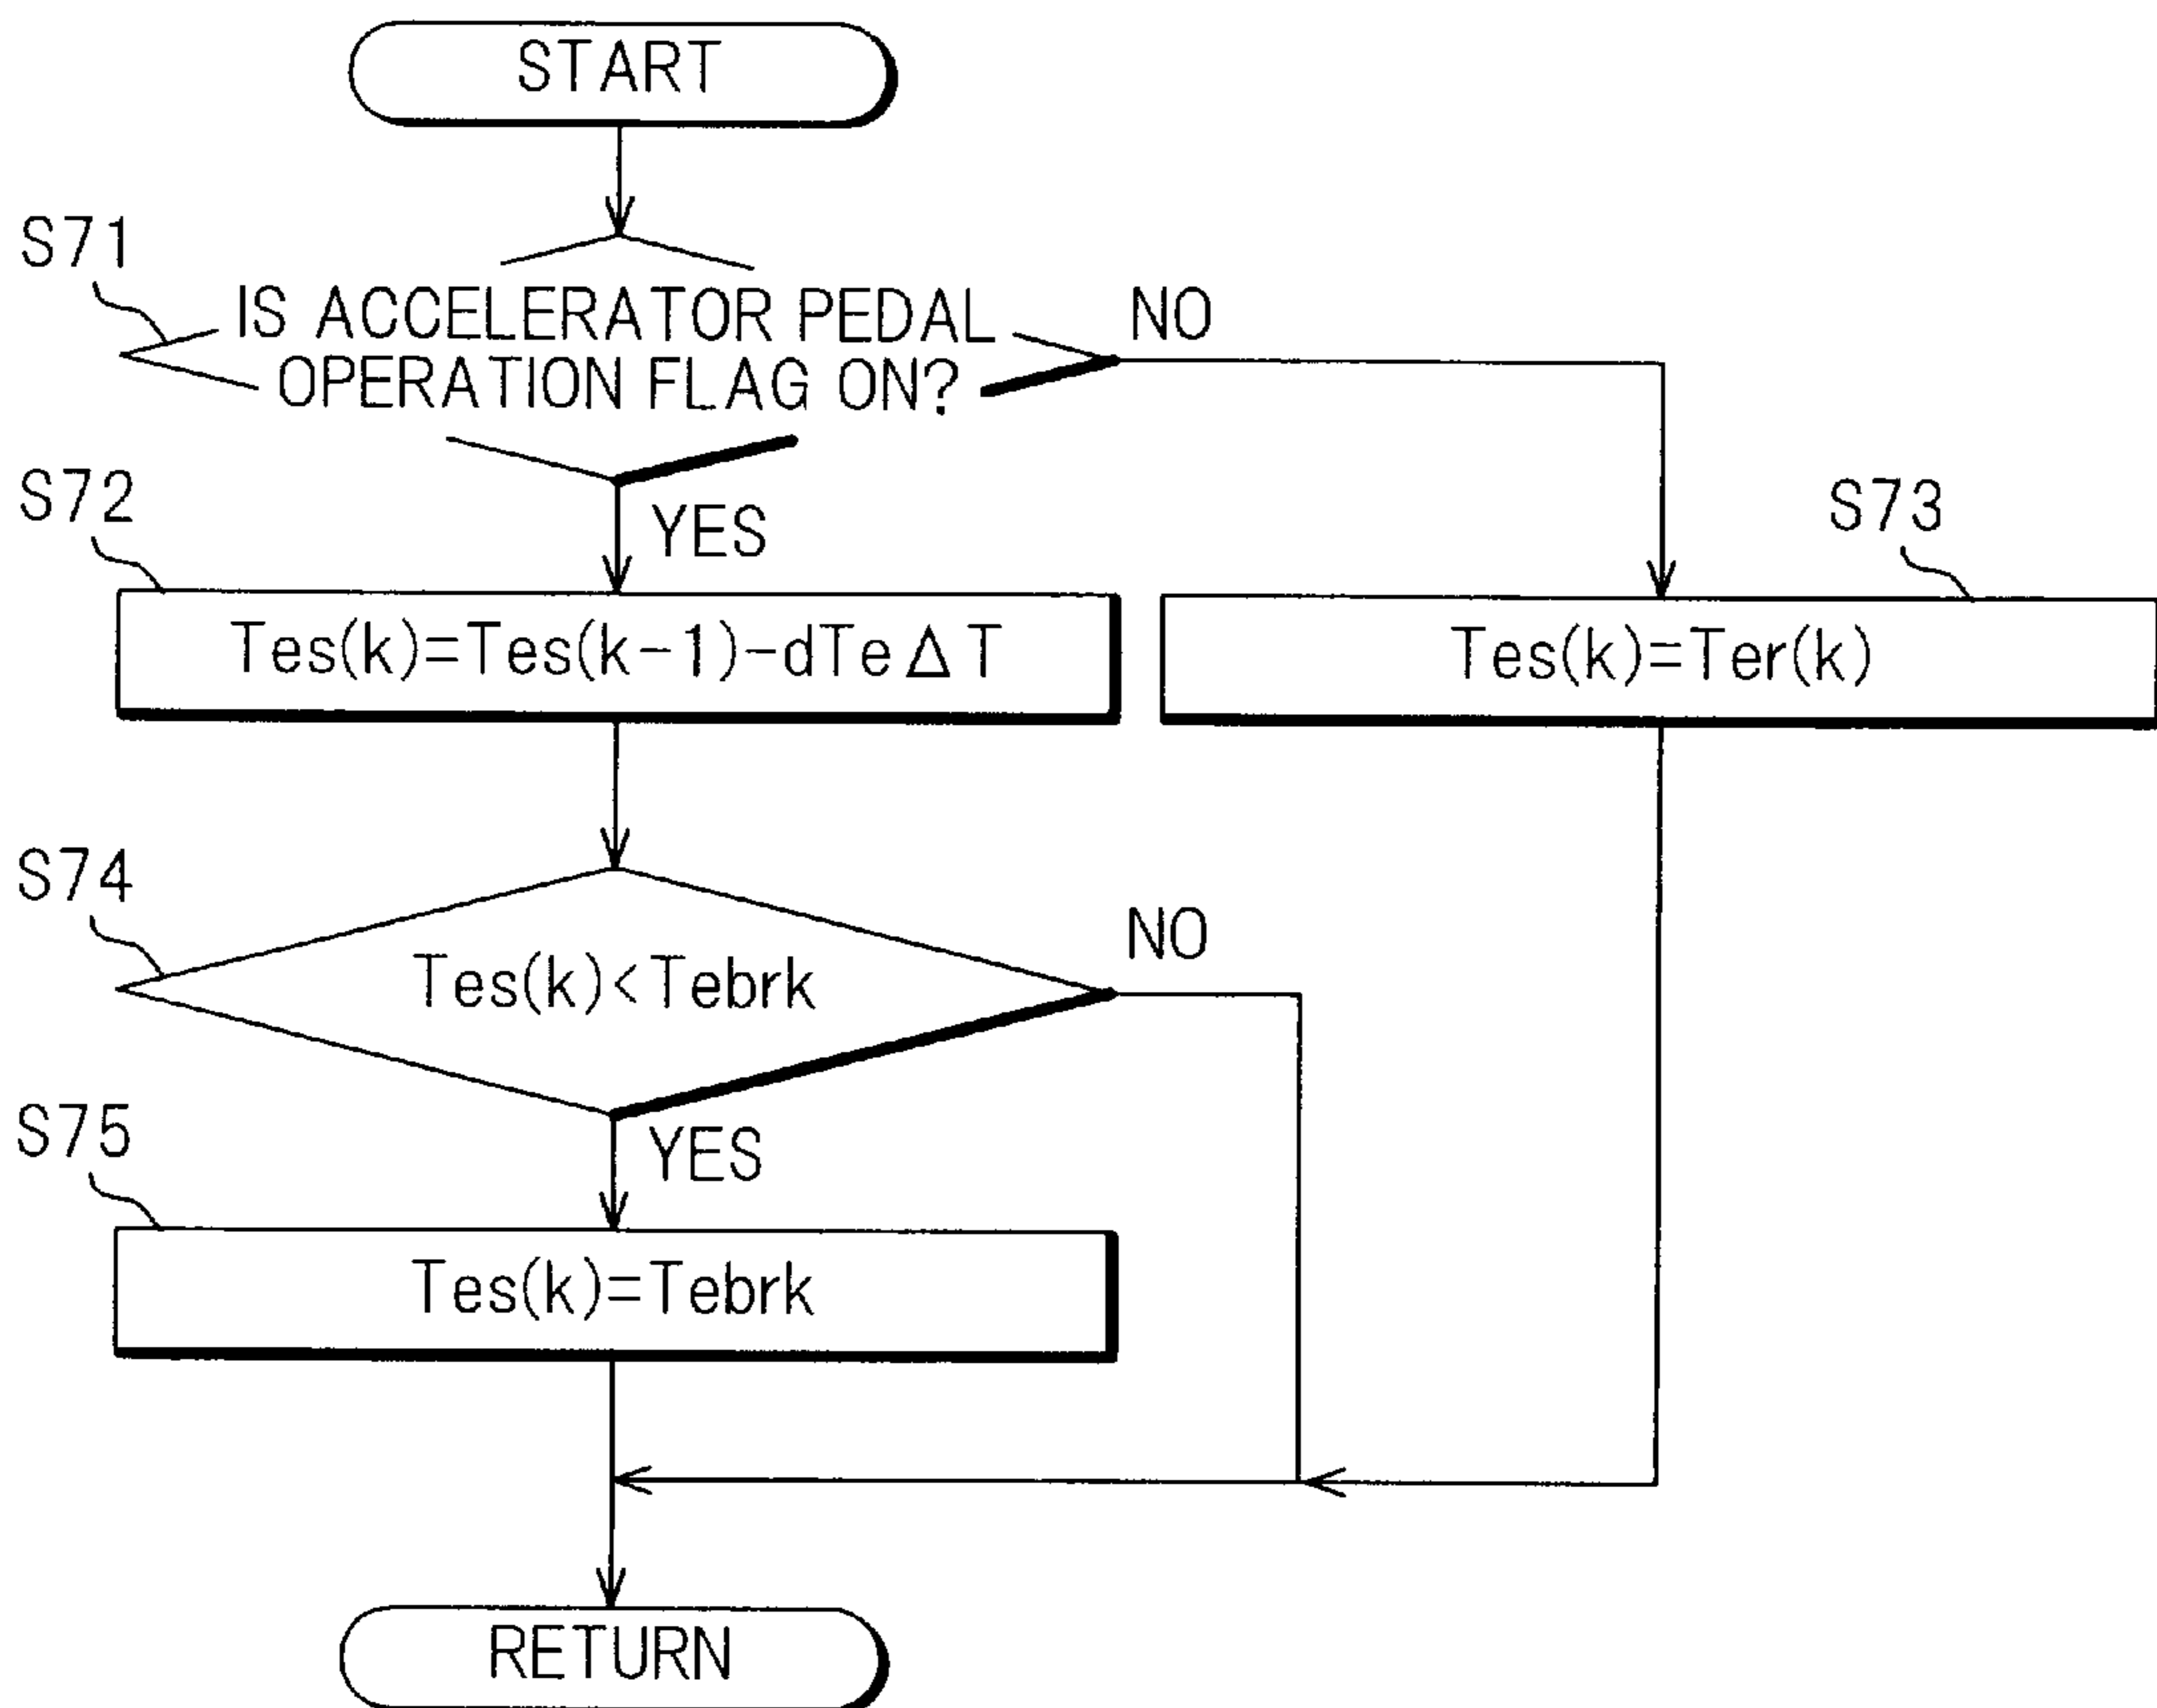 START
S71
IS ACCELERATOR PEDAL
OPERATION FLAG ON?
NO
YES
S72
Tes(k)=Tes(k-1)-dTeΔT
S73
Tes(k)=Ter(k)
S74
Tes(k)<Tebrk
NO
YES
S75
Tes(k)=Tebrk
RETURN